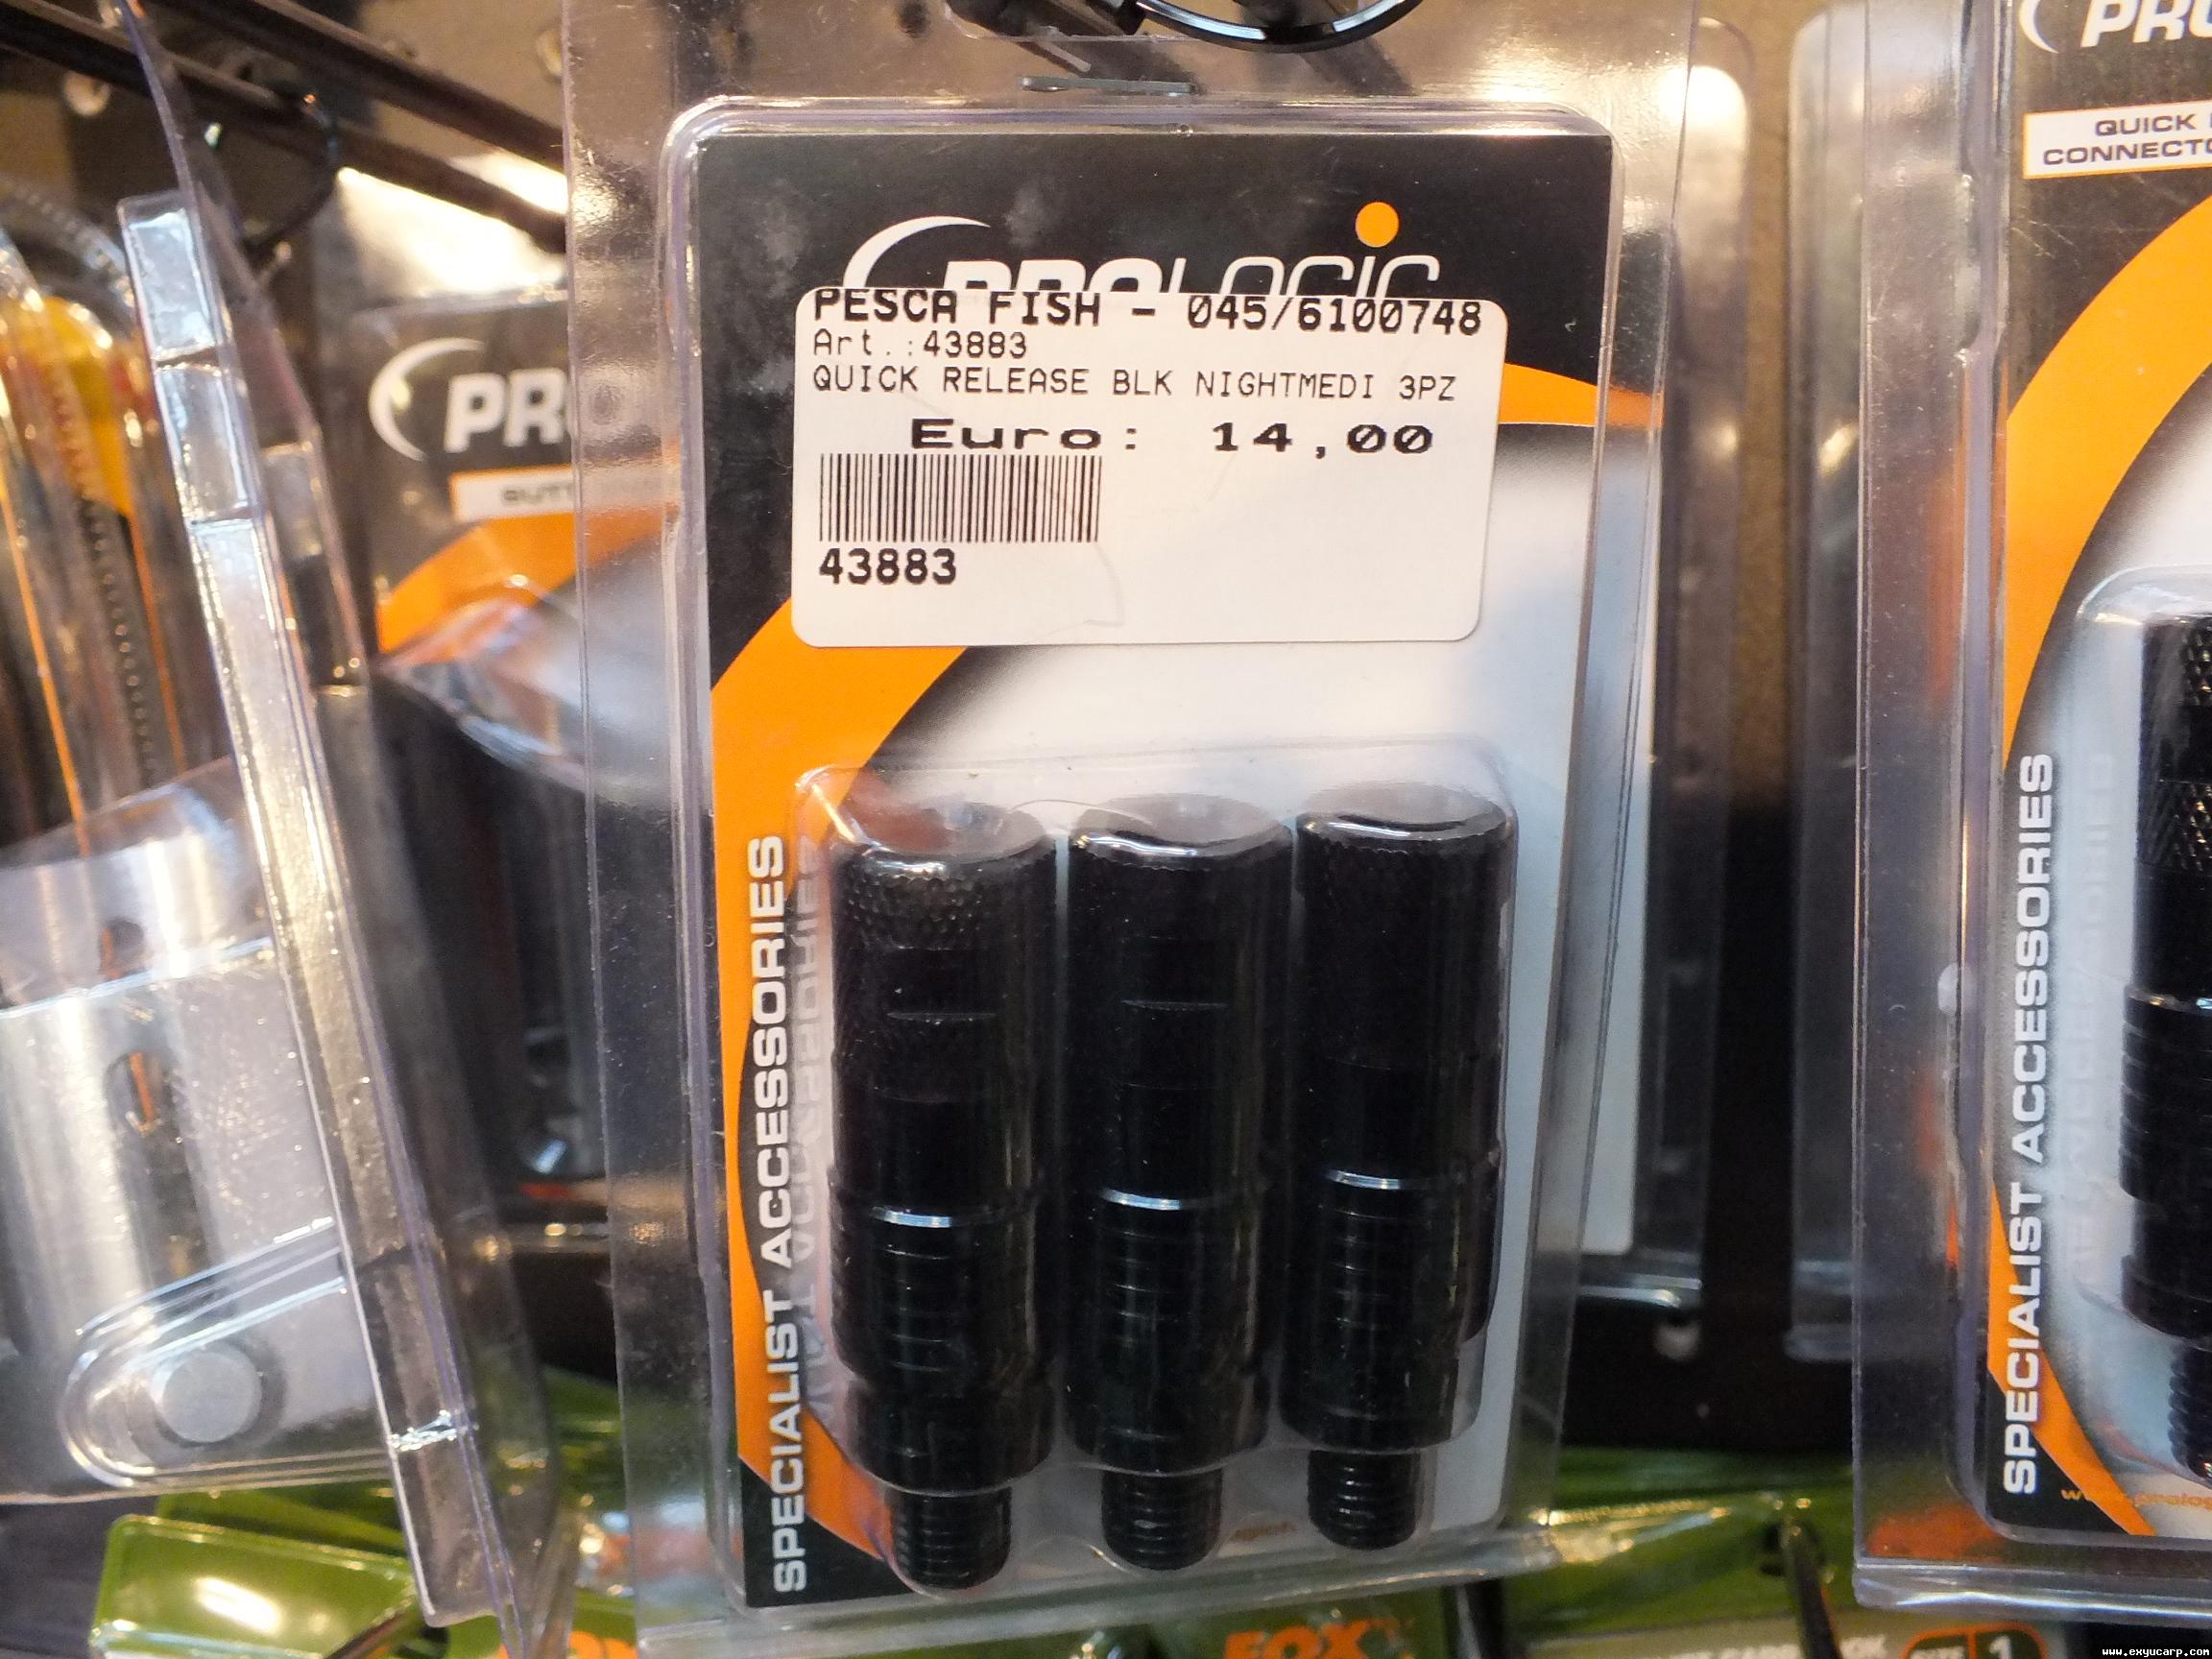 PROLOGIC
PESCA FISH - 045/6100748
Art.:43883
QUICK RELEASE BLK NIGHTMEDI 3PZ
Euro: 14,00
43883
SPECIALIST ACCESSORIES
PRO
QUICK
SPECIALIST ACCESSORIES
FOX
1
www.exyucarp.com